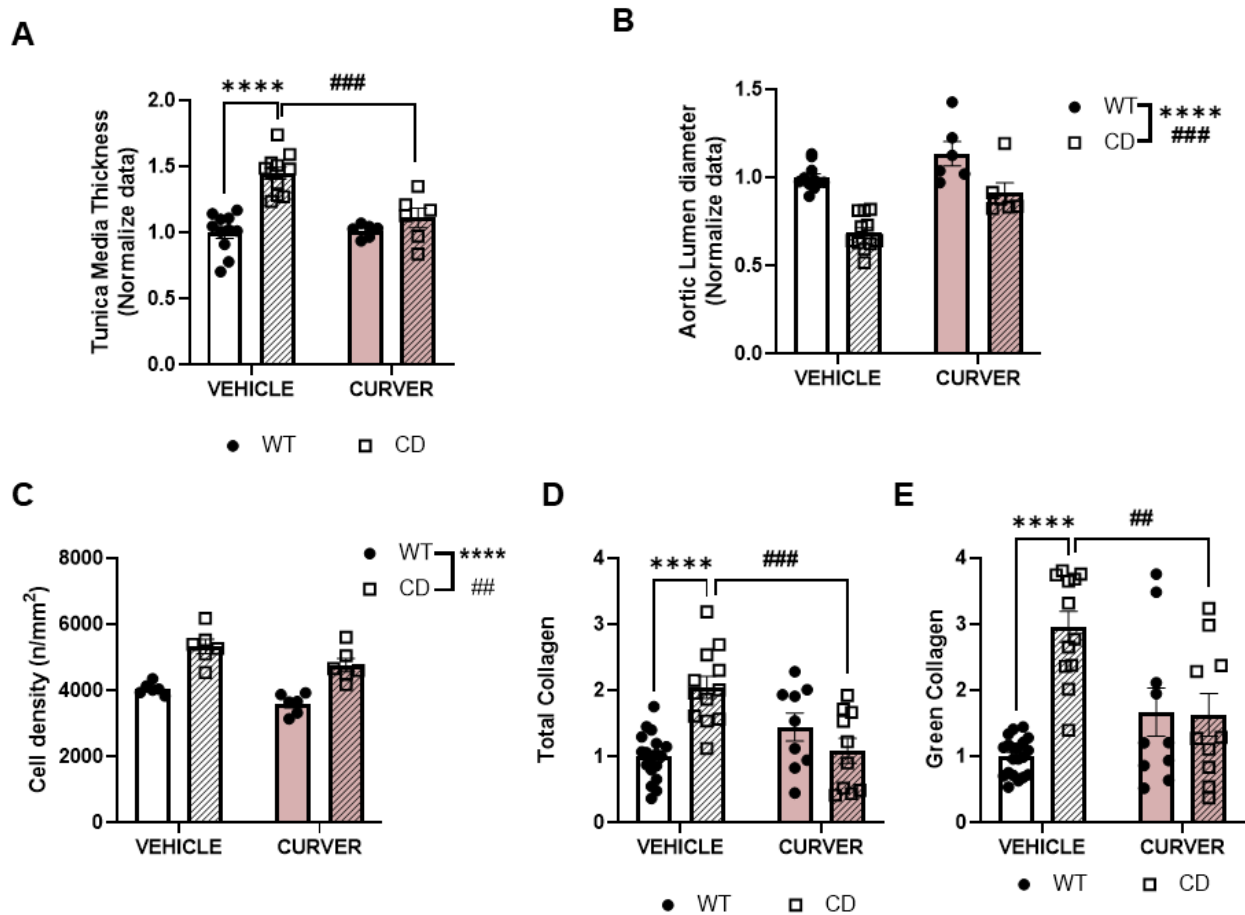 A
B
****
###
Tunica Media Thickness
(Normalize data)
2.0
1.5
1.0
0.5
0.0
VEHICLE
CURVER
WT
CD
Aortic Lumen diameter
(Normalize data)
1.5
1.0
0.5
0.0
VEHICLE
CURVER
WT
CD
****
###
C
D
E
Cell density (n/mm2)
8000
6000
4000
2000
0
VEHICLE
CURVER
WT
CD
****
##
Total Collagen
4
3
2
1
0
****
###
VEHICLE
CURVER
WT
CD
Green Collagen
4
3
2
1
0
****
##
VEHICLE
CURVER
WT
CD